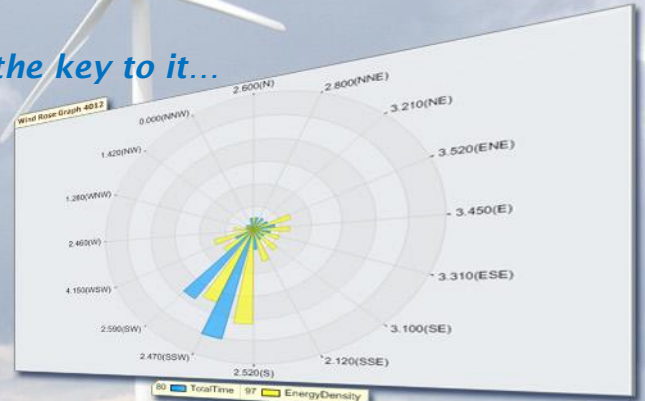 the key to it...
Wind Rose Graph 4012
2.600(N)
2.800(NNE)
3.210(NE)
3.520(ENE)
3.450(E)
3.310(ESE)
3.100(SE)
2.120(SSE)
2.520(S)
2.470(SSW)
2.590(SW)
4.150(WSW)
2.460(W)
1.280(WNW)
1.420(NW)
0.000(NNW)
80 TotalTime 97 EnergyDensity